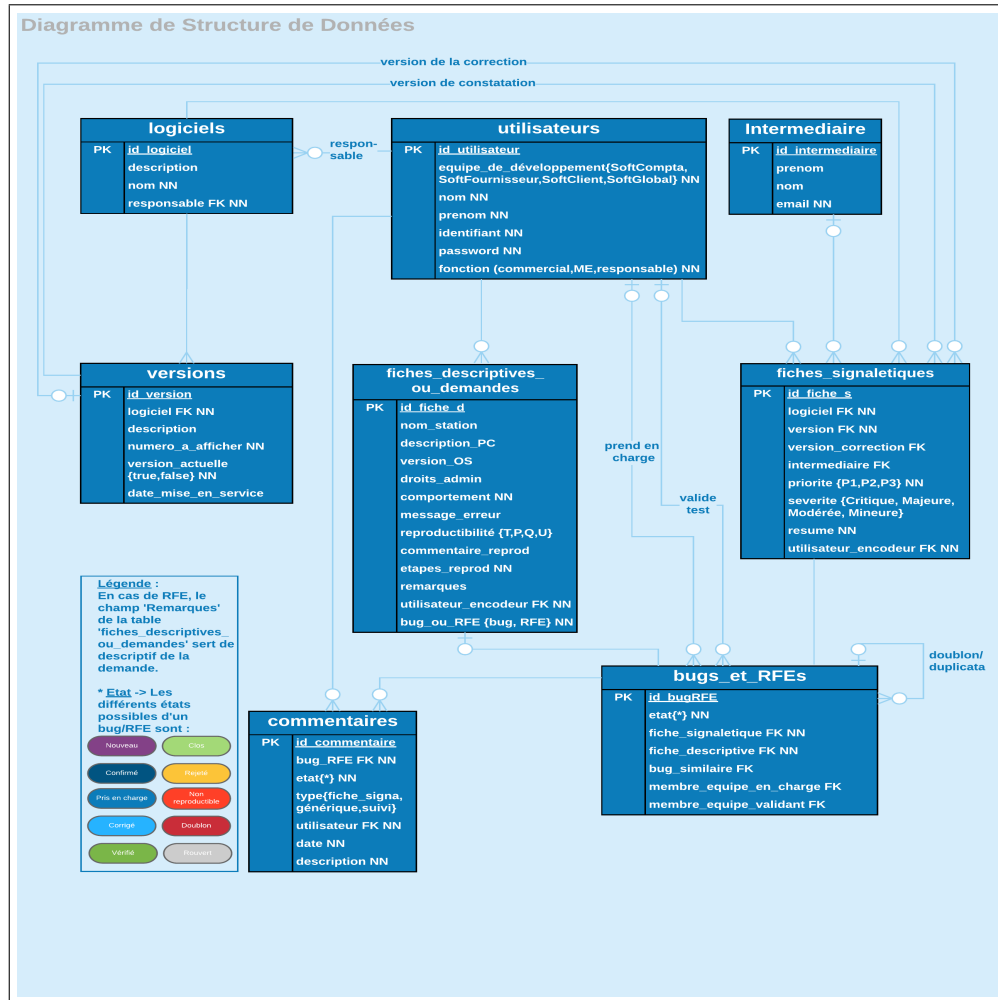 Diagramme de Structure de Données
version de la correction
version de constatation
logiciels
PK id_logiciel
description
nom NN
responsable FK NN
respon-
sable
utilisateurs
PK id_utilisateur
equipe_de_développement{SoftCompta,
SoftFournisseur,SoftClient,SoftGlobal} NN
nom NN
prenom NN
identifiant NN
password NN
fonction (commercial,ME,responsable) NN
Intermediaire
PK id_intermediaire
prenom
nom
email NN
versions
PK id_version
logiciel FK NN
description
numero_a_afficher NN
version_actuelle
{true,false} NN
date_mise_en_service
fiches_descriptives_
ou_demandes
PK id_fiche_d
nom_station
description_PC
version_OS
droits_admin
comportement NN
message_erreur
reproductibilité {T,P,Q,U}
commentaire_reprod
etapes_reprod NN
remarques
utilisateur_encodeur FK NN
bug_ou_RFE {bug, RFE} NN
prend en
charge
valide
test
fiches_signaletiques
PK id_fiche_s
logiciel FK NN
version FK NN
version_correction FK
intermediaire FK
priorite {P1,P2,P3} NN
severite {Critique, Majeure,
Modérée, Mineure}
resume NN
utilisateur_encodeur FK NN
Légende :
En cas de RFE, le
champ 'Remarques'
de la table
'fiches_descriptives_
ou_demandes' sert de
descriptif de la
demande.
* Etat -> Les
différents états
possibles d'un
bug/RFE sont :
Nouveau
Clos
Confirmé
Rejeté
Pris en charge
Non
reproductible
Corrigé
Doublon
Vérifié
Rouvert
commentaires
PK id_commentaire
bug_RFE FK NN
etat{*} NN
type{fiche_signa,
générique,suivi}
utilisateur FK NN
date NN
description NN
bugs_et_RFEs
PK id_bugRFE
etat{*} NN
fiche_signaletique FK NN
fiche_descriptive FK NN
bug_similaire FK
membre_equipe_en_charge FK
membre_equipe_validant FK
doublon/
duplicata